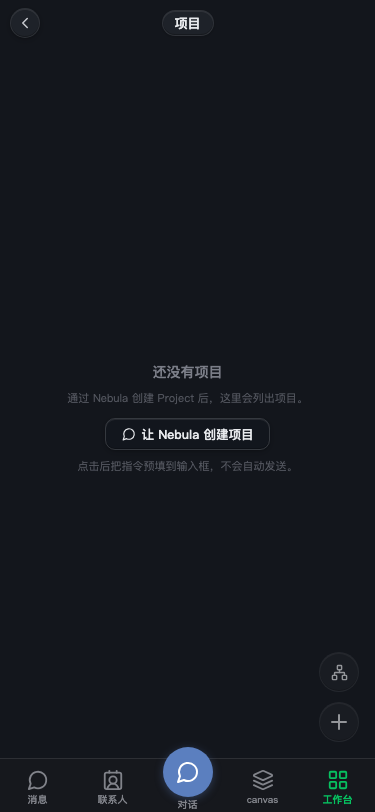 项目
还没有项目
通过 Nebula 创建 Project 后，这里会列出项目。
让 Nebula 创建项目
点击后把指令预填到输入框，不会自动发送。
消息
联系人
对话
canvas
工作台